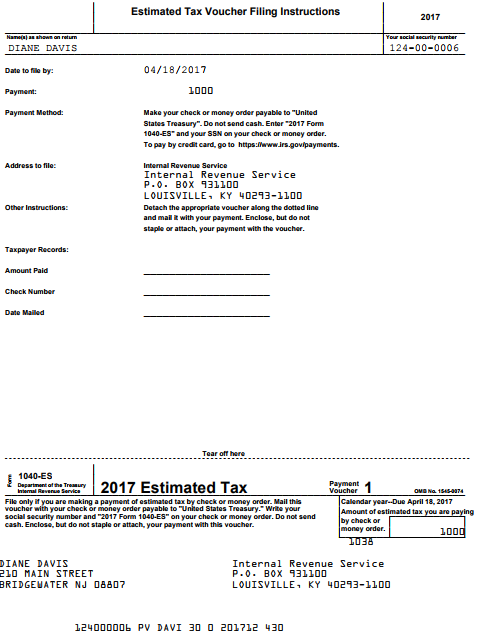 Estimated Tax Voucher Filing Instructions
2017
Name(s) as shown on return
Your social security number
DIANE DAVIS
124-00-0006
Date to file by:
04/18/2017
Payment:
1000
Payment Method:
Make your check or money order payable to "United
States Treasury". Do not send cash. Enter "2017 Form
1040-ES" and your SSN on your check or money order.
To pay by credit card, go to https://www.irs.gov/payments.
Address to file:
Internal Revenue Service
Internal Revenue Service
P.O. BOX 931100
LOUISVILLE, KY 40293-1100
Other Instructions:
Detach the appropriate voucher along the dotted line
and mail it with your payment. Enclose, but do not
staple or attach, your payment with the voucher.
Taxpayer Records:
Amount Paid
Check Number
Date Mailed
Tear off here
Form
1040-ES
Department of the Treasury
Internal Revenue Service
2017 Estimated Tax
Payment
Voucher 1
OMB No. 1545-0074
File only if you are making a payment of estimated tax by check or money order. Mail this
voucher with your check or money order payable to "United States Treasury." Write your
social security number and "2017 Form 1040-ES" on your check or money order. Do not send
cash. Enclose, but do not staple or attach, your payment with this voucher.
Calendar year--Due April 18, 2017
Amount of estimated tax you are paying
by check or
money order.
1000
1038
DIANE DAVIS
210 MAIN STREET
BRIDGEWATER NJ 08807
Internal Revenue Service
P.O. BOX 931100
LOUISVILLE, KY 40293-1100
124000006 PV DAVI 30 0 201712 430